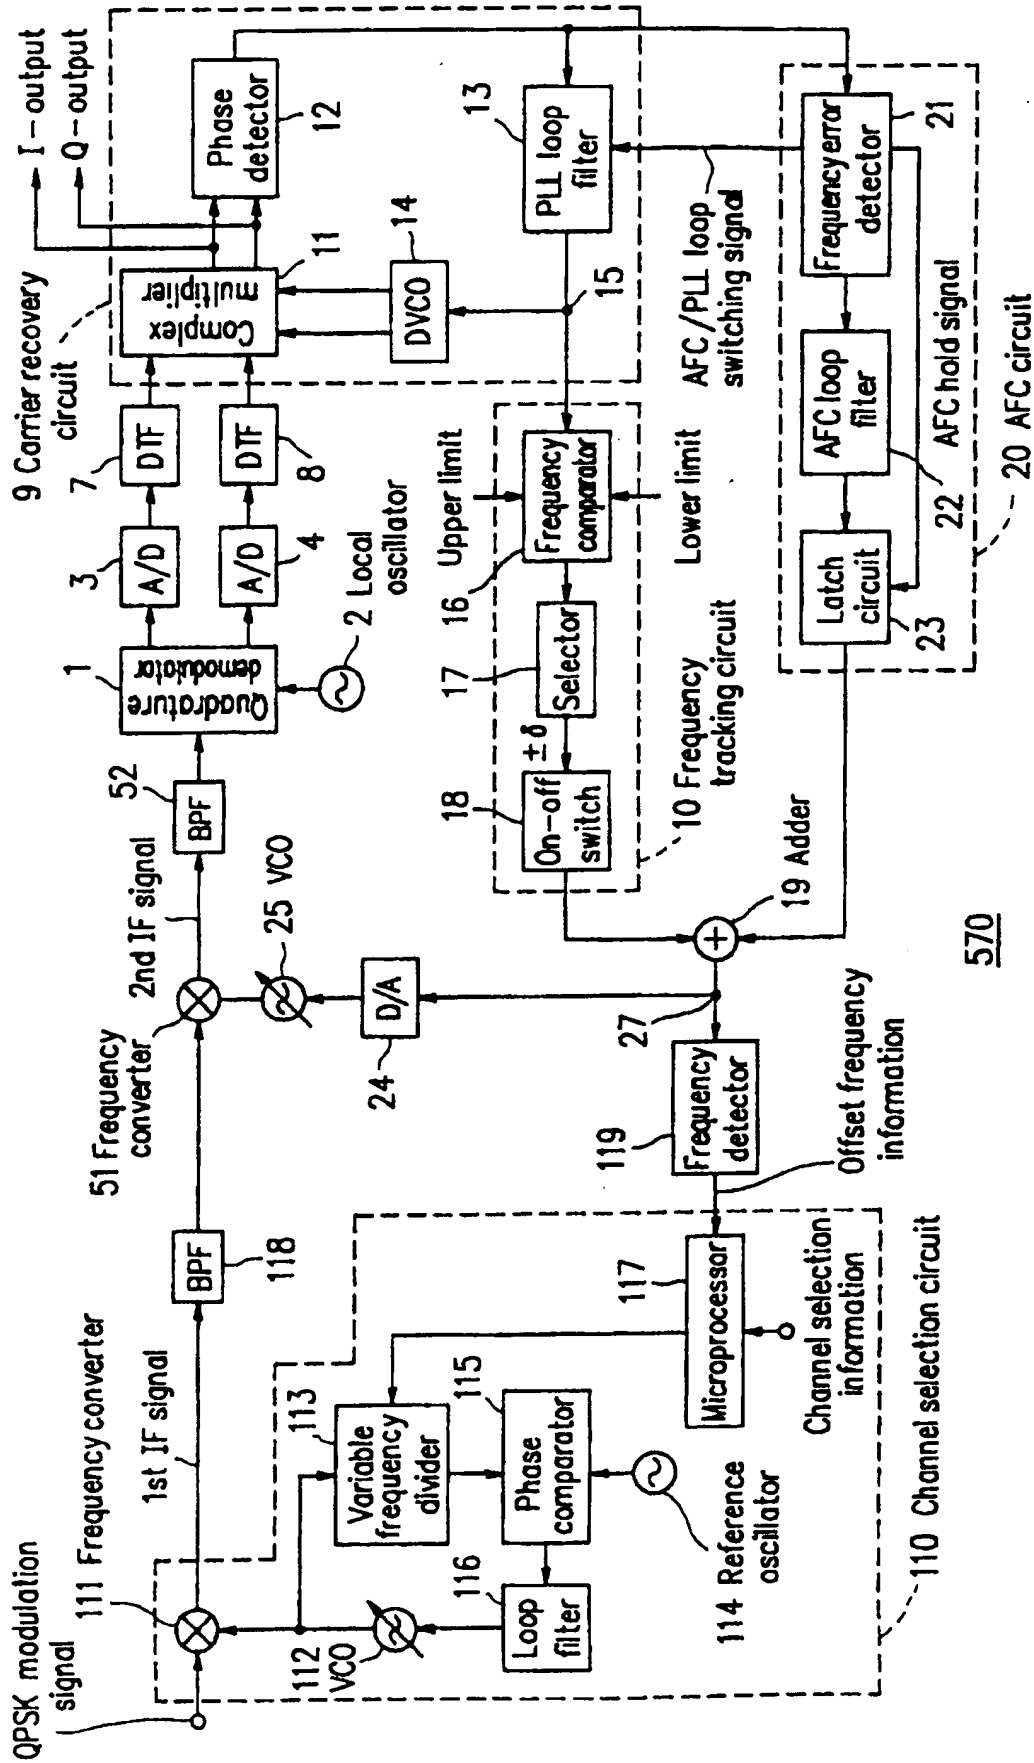 QPSK modulation
signal
111 Frequency converter
1st IF signal
BPF
118
51 Frequency
converter
2nd IF signal
BPF
52
Quadrature
demodulator
1
2 Local
oscillator
A/D
3
A/D
4
DTF
7
DTF
8
9 Carrier recovery
circuit
Complex
multiplier
11
I-output
Q-output
Phase
detector
12
PLL loop
filter
13
DVCO
14
15
AFC/PLL loop
switching signal
Upper limit
Frequency
comparator
16
Lower limit
Selector
17
±δ
On-off
switch
18
10 Frequency
tracking circuit
Frequency error
detector
21
AFC loop
filter
22
AFC hold signal
Latch
circuit
23
20 AFC circuit
19 Adder
+
27
25 VCO
D/A
24
Frequency
detector
119
Offset frequency
information
Microprocessor
117
Channel selection
information
Variable
frequency
divider
113
Phase
comparator
115
114 Reference
oscillator
Loop
filter
116
112
VCO
110 Channel selection circuit
570